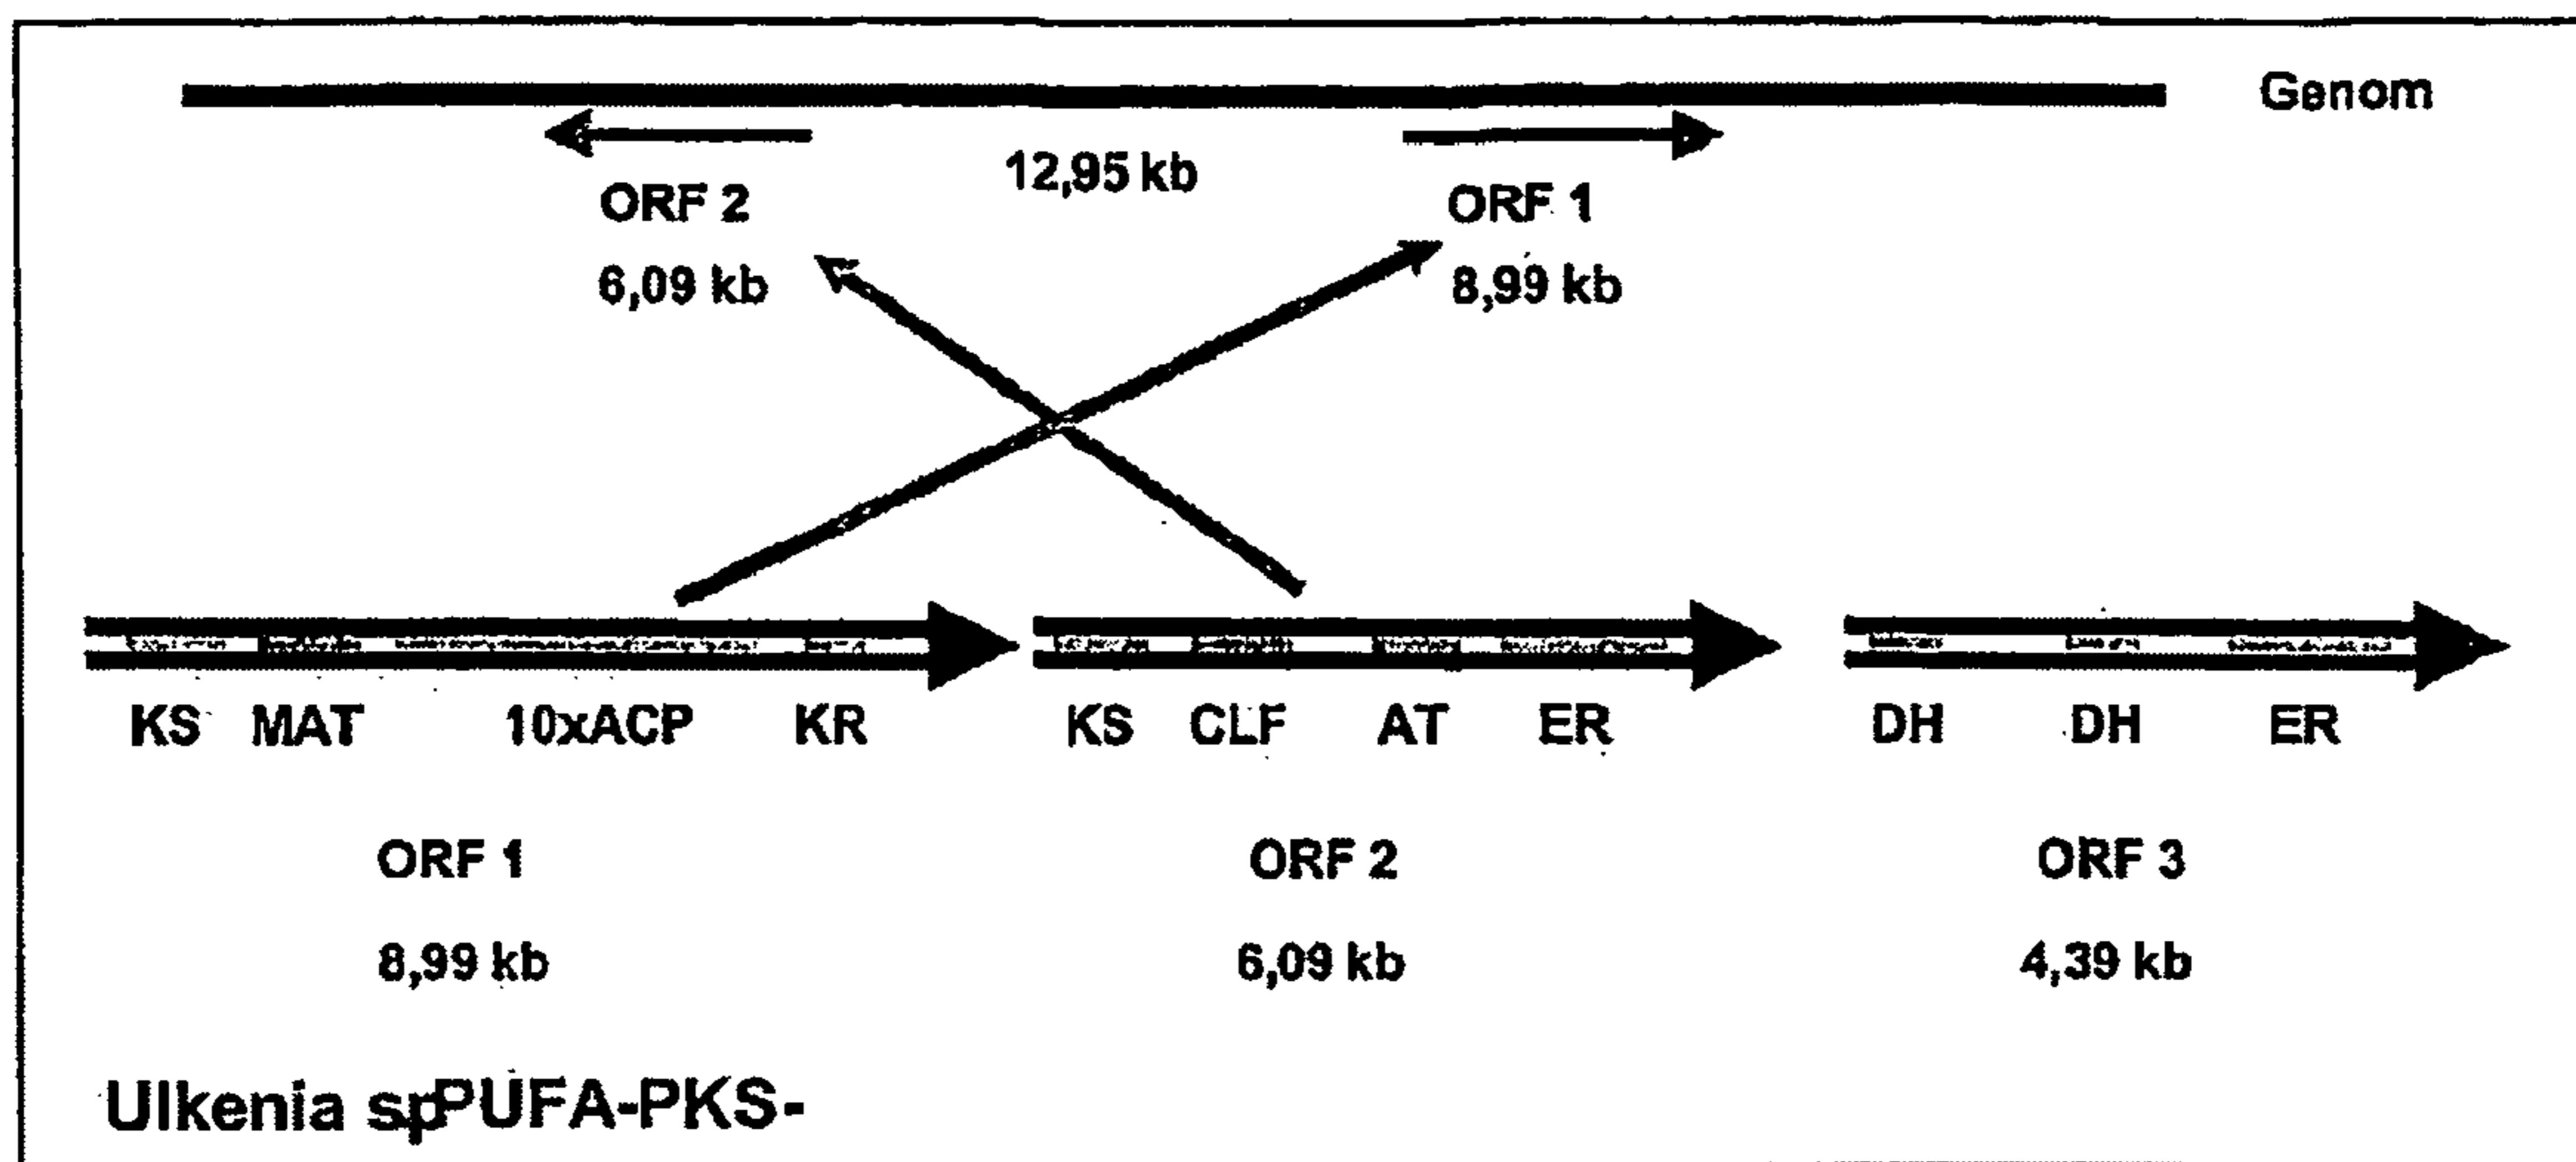 Genom
12,95 kb
ORF 2
ORF 1
6,09 kb
8,99 kb
KS MAT 10xACP KR KS CLF AT ER DH DH ER
ORF 1 ORF 2 ORF 3
8,99 kb 6,09 kb 4,39 kb
Ulkenia spPUFA-PKS-